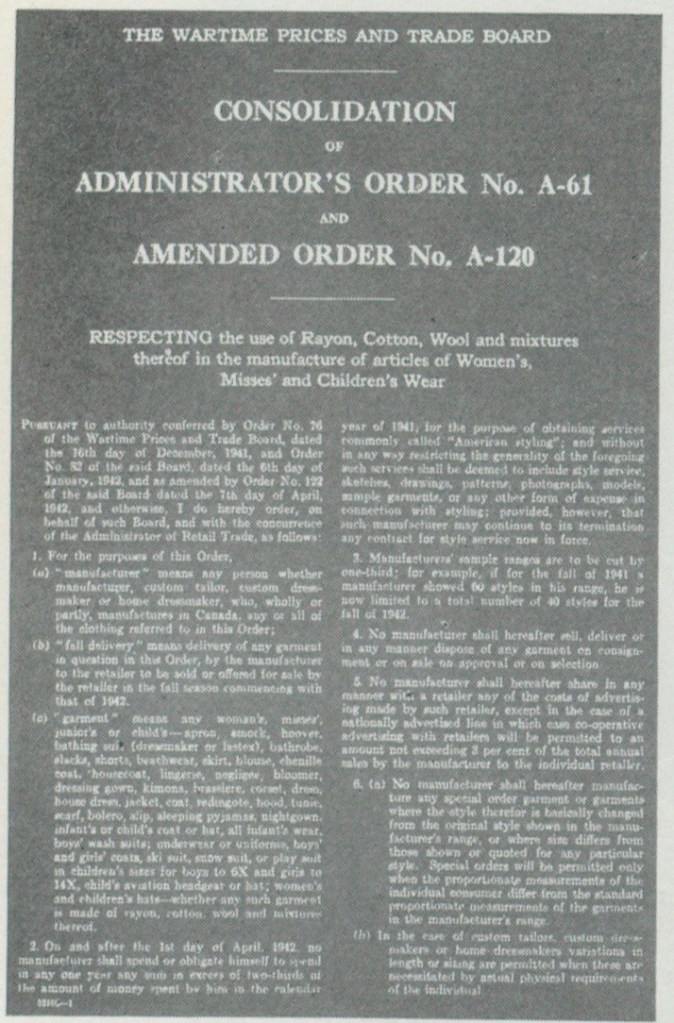 THE WARTIME PRICES AND TRADE BOARD
CONSOLIDATION
OF
ADMINISTRATOR'S ORDER No. A-61
AND
AMENDED ORDER No. A-120
RESPECTING the use of Rayon, Cotton, Wool and mixtures
thereof in the manufacture of articles of Women's,
Misses' and Children's Wear
PURSUANT to authority conferred by Order No. 76
of the Wartime Prices and Trade Board, dated
the 16th day of December, 1941, and Order
No. 82 of the said Board, dated the 6th day of
January, 1942, and as amended by Order No. 122
of the said Board dated the 7th day of April,
1942, and otherwise, I do hereby order, on
behalf of such Board, and with the concurrence
of the Administrator of Retail Trade, as follows:
1. For the purposes of this Order,
(a) "manufacturer" means any person whether
manufacturer, custom tailor, custom dress-
maker or home dressmaker, who, wholly or
partly, manufactures in Canada, any or all of
the clothing referred to in this Order;
(b) "fall delivery" means delivery of any garment
in question in this Order, by the manufacturer
to the retailer to be sold or offered for sale by
the retailer in the fall season commencing with
that of 1942.
(c) "garment" means any woman's, misses',
junior's or child's—apron, smock, hoover,
bathing suit (dressmaker or lastex), bathrobe,
slacks, shorts, beachwear, skirt, blouse, chenille
coat, housecoat, lingerie, negligee, bloomer,
dressing gown, kimona, brassiere, corset, dress,
house dress, jacket, coat, redingote, hood, tunic,
scarf, bolero, slip, sleeping pyjamas, nightgown,
infant's or child's coat or hat, all infant's wear,
boys' wash suits; underwear or uniforms, boys'
and girls' coats, ski suit, snow suit, or play suit
in children's sizes for boys to 6X and girls to
14X, child's aviation headgear or hat; women's
and children's hats—whether any such garment
is made of rayon, cotton, wool and mixtures
thereof.
2. On and after the 1st day of April, 1942, no
manufacturer shall spend or obligate himself to spend
in any one year any sum in excess of two-thirds of
the amount of money spent by him in the calendar
year of 1941, for the purpose of obtaining services
commonly called "American styling"; and without
in any way restricting the generality of the foregoing
such services shall be deemed to include style service,
sketches, drawings, patterns, photographs, models,
sample garments, or any other form of expense in
connection with styling; provided, however, that
such manufacturer may continue to its termination
any contract for style service now in force.
3. Manufacturers' sample ranges are to be cut by
one-third; for example, if for the fall of 1941 a
manufacturer showed 60 styles in his range, he is
now limited to a total number of 40 styles for the
fall of 1942.
4. No manufacturer shall hereafter sell, deliver or
in any manner dispose of any garment on consign-
ment or on sale on approval or on selection
5. No manufacturer shall hereafter share in any
manner with a retailer any of the costs of advertis-
ing made by such retailer, except in the case of a
nationally advertised line in which case co-operative
advertising with retailers will be permitted to an
amount not exceeding 3 per cent of the total annual
sales by the manufacturer to the individual retailer.
6. (a) No manufacturer shall hereafter manufac-
ture any special order garment or garments
where the style therefor is basically changed
from the original style shown in the manu-
facturer's range, or where size differs from
those shown or quoted for any particular
style. Special orders will be permitted only
when the proportionate measurements of the
individual consumer differ from the standard
proportionate measurements of the garments
in the manufacturer's range.
(b) In the case of custom tailors, custom dress-
makers or home dressmakers variations in
length or sizing are permitted when these are
necessitated by actual physical requirements
of the individual